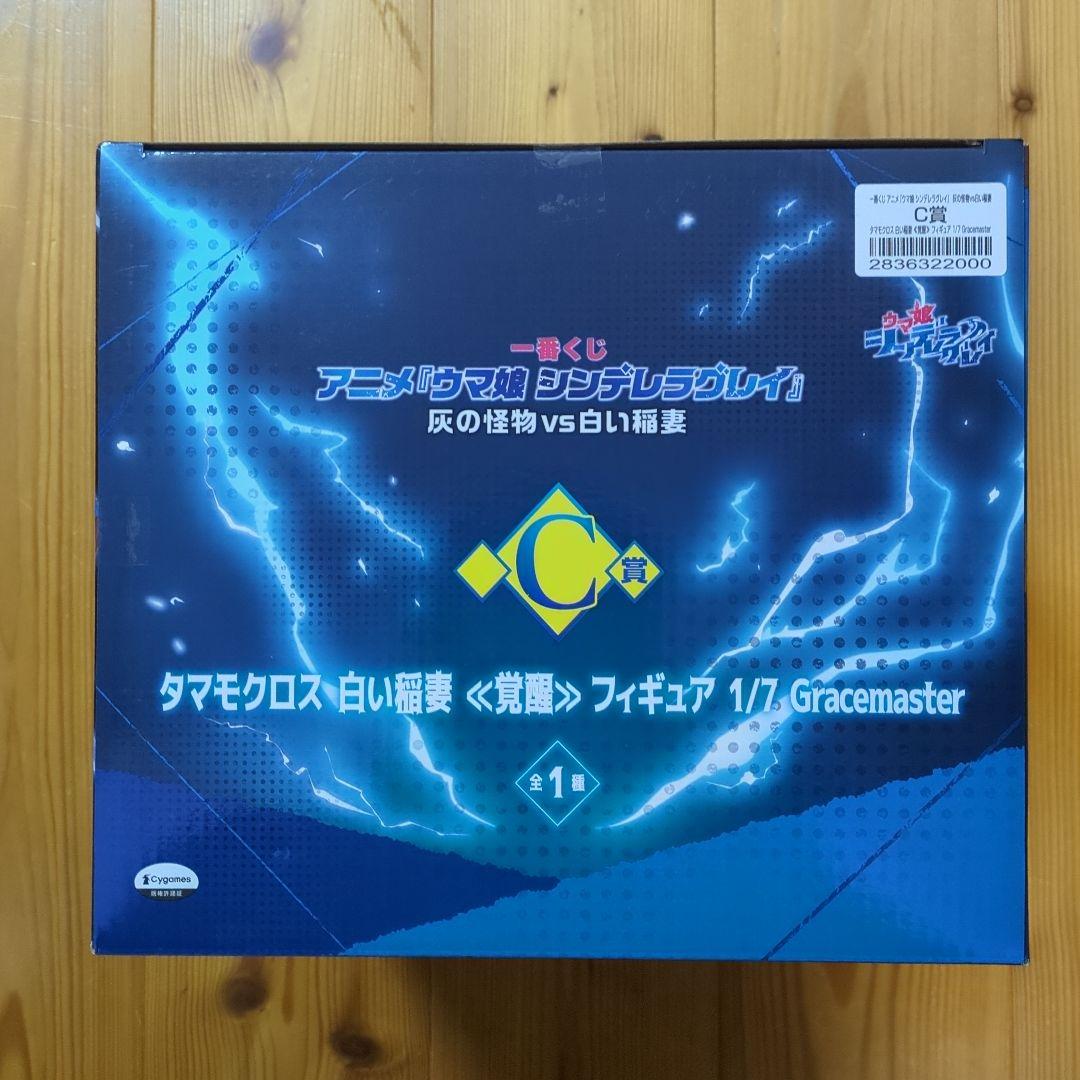 一番くじ アニメ『ウマ娘 シンデレラグレイ』 灰の怪物vs白い稲妻
C賞
タマモクロス 白い稲妻 ≪覚醒≫ フィギュア 1/7 Gracemaster
2836322000
ウマ娘
シンデレラグレイ
一番くじ
アニメ『ウマ娘 シンデレラグレイ』
灰の怪物vs白い稲妻
C賞
タマモクロス 白い稲妻 ≪覚醒≫ フィギュア 1/7 Gracemaster
全1種
Cygames
版権許諾証